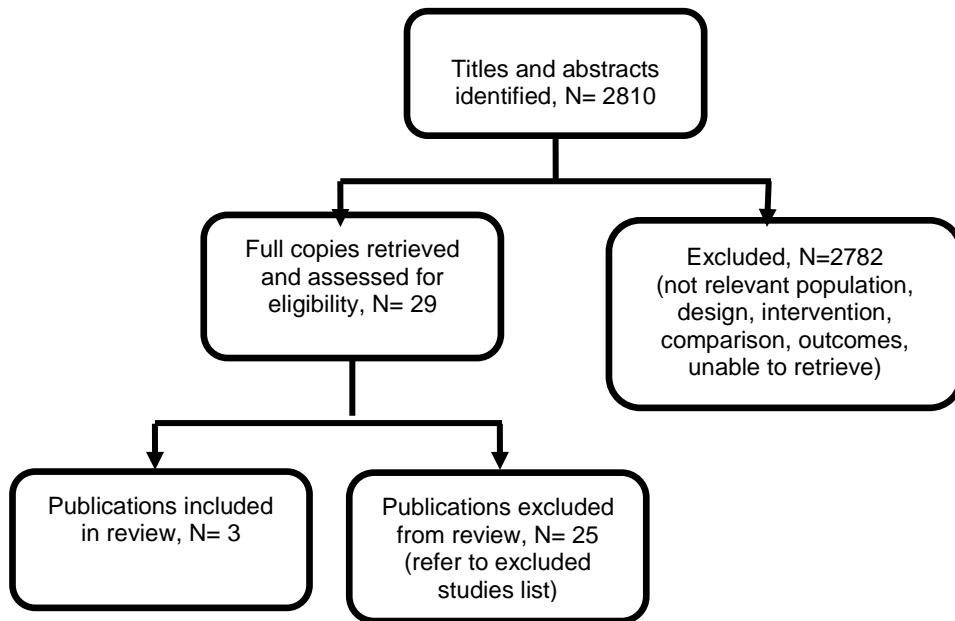 Titles and abstracts
identified, N= 2810
Full copies retrieved
and assessed for
eligibility, N= 29
Excluded, N=2782
(not relevant population,
design, intervention,
comparison, outcomes,
unable to retrieve)
Publications included
in review, N= 3
Publications excluded
from review, N= 25
(refer to excluded
studies list)